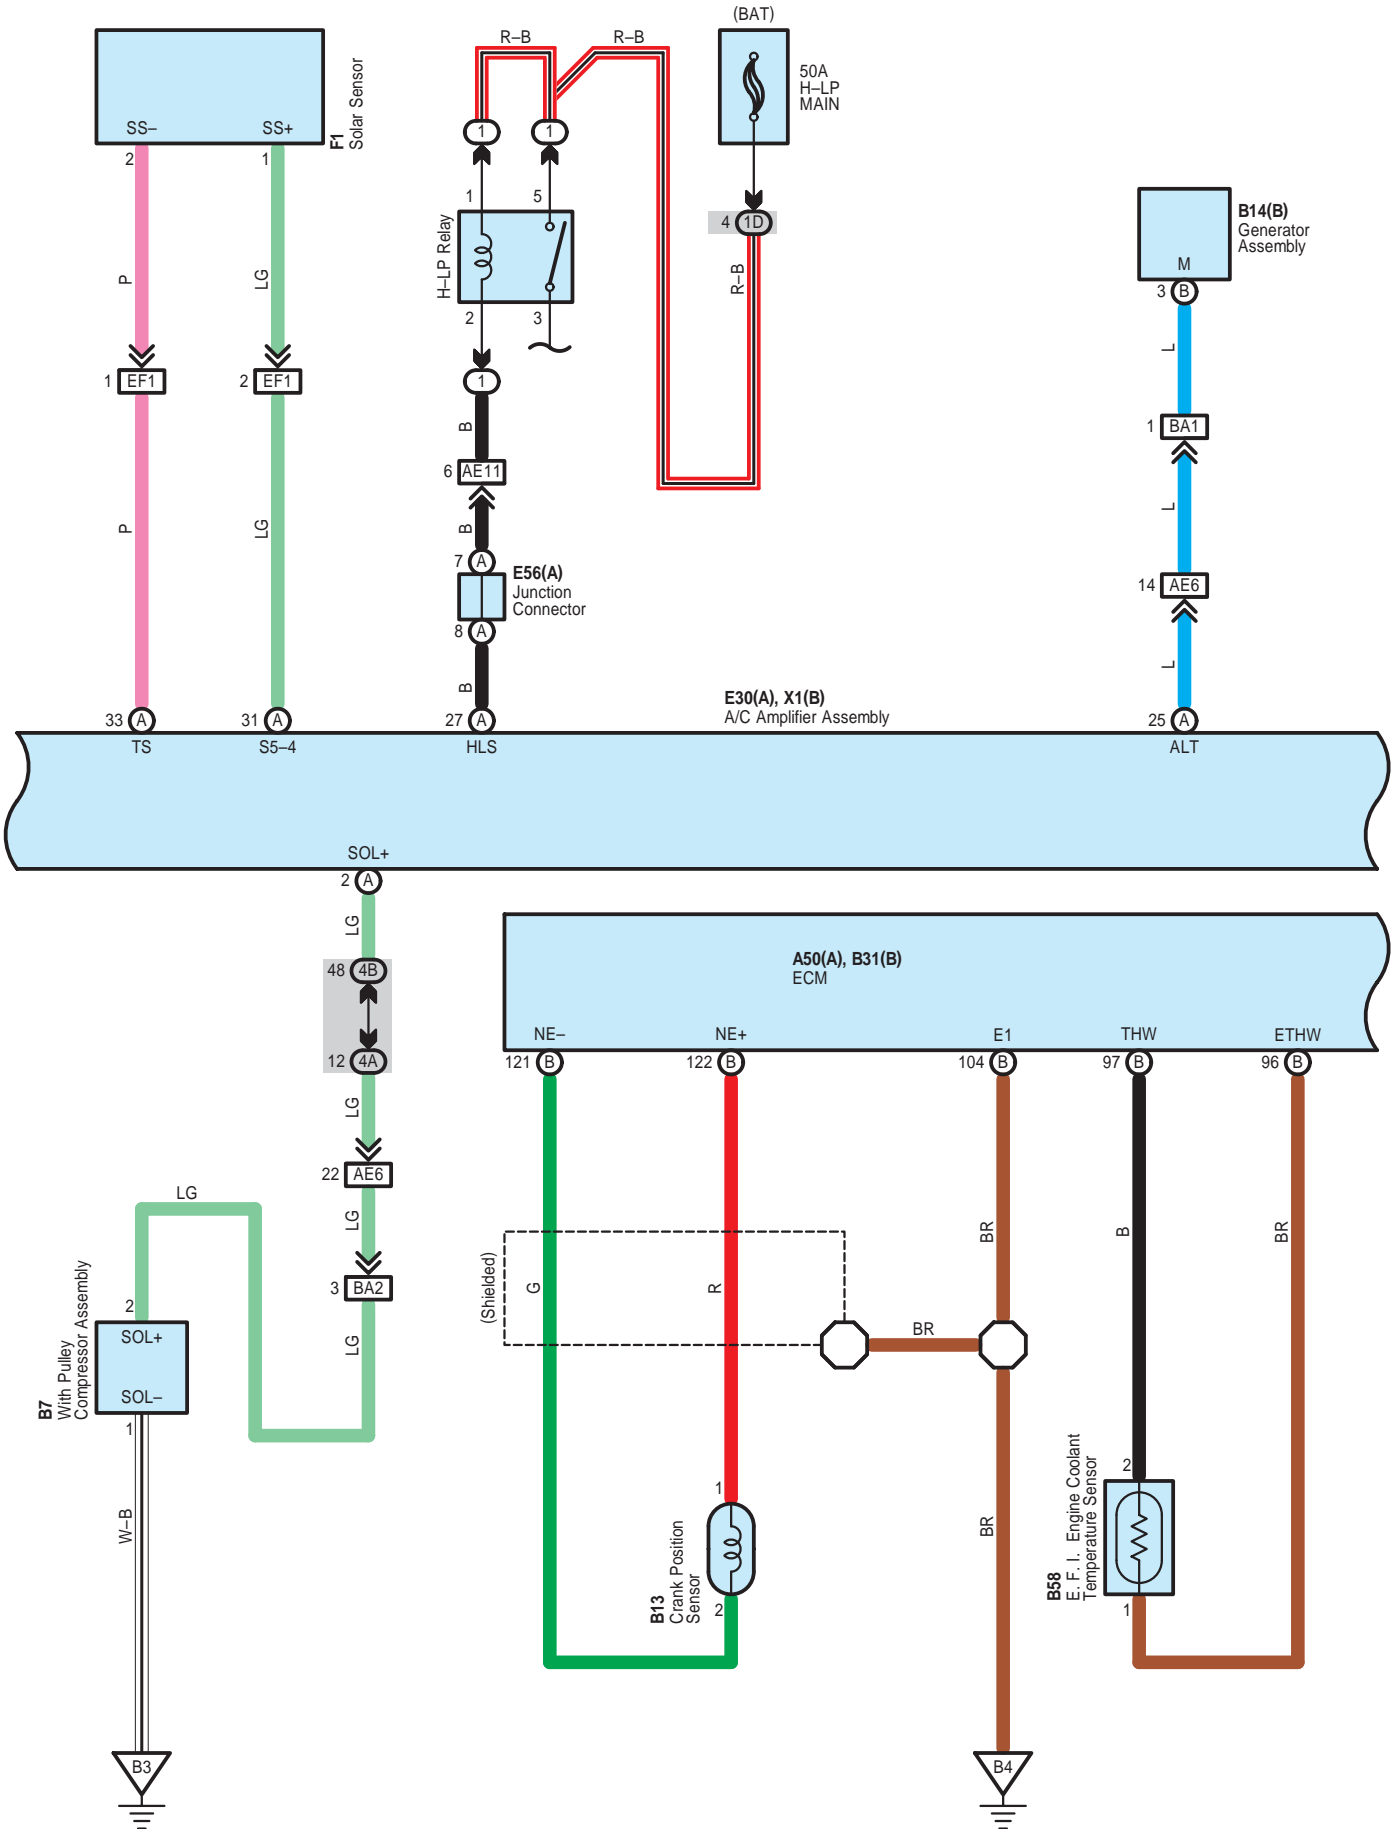 (BAT)
R–B
R–B
50A
H–LP
MAIN
SS–
SS+
F1
Solar Sensor
2
1
1
1
1
5
H–LP Relay
4
1D
B14(B)
Generator
Assembly
M
3
B
P
LG
R–B
2
3
L
1
EF1
2
EF1
1
B
1
BA1
6
AE11
P
LG
B
L
7
A
E56(A)
Junction
Connector
14
AE6
8
A
B
L
E30(A), X1(B)
A/C Amplifier Assembly
33
A
31
A
27
A
25
A
TS
S5–4
HLS
ALT
SOL+
2
A
LG
48
4B
A50(A), B31(B)
ECM
NE–
NE+
E1
THW
ETHW
12
4A
121
B
122
B
104
B
97
B
96
B
LG
22
AE6
LG
LG
3
BA2
(Shielded)
G
R
BR
B
BR
BR
LG
2
SOL+
SOL–
B7
With Pulley
Compressor Assembly
1
W–B
1
B13
Crank Position
Sensor
2
BR
2
B58
E. F. I. Engine Coolant
Temperature Sensor
1
B3
B4